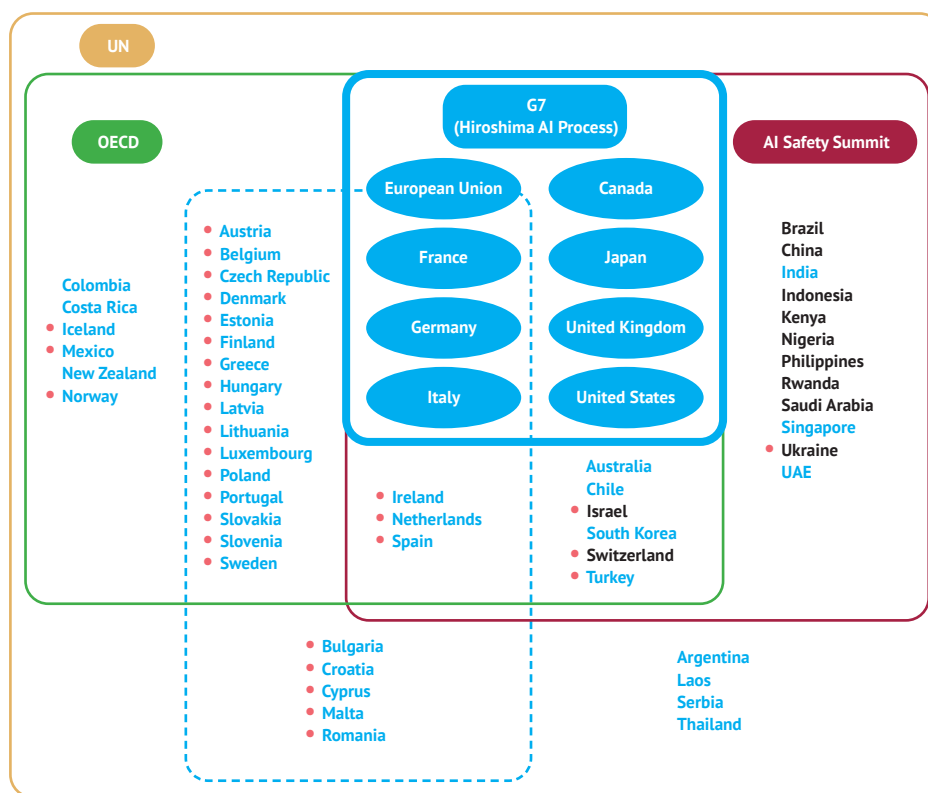 UN
OECD
G7
(Hiroshima AI Process)
AI Safety Summit
European Union
Canada
France
Japan
Germany
United Kingdom
Italy
United States
Colombia
Costa Rica
Iceland
Mexico
New Zealand
Norway
Austria
Belgium
Czech Republic
Denmark
Estonia
Finland
Greece
Hungary
Latvia
Lithuania
Luxembourg
Poland
Portugal
Slovakia
Slovenia
Sweden
Ireland
Netherlands
Spain
Australia
Chile
Israel
South Korea
Switzerland
Turkey
Brazil
China
India
Indonesia
Kenya
Nigeria
Philippines
Rwanda
Saudi Arabia
Singapore
Ukraine
UAE
Bulgaria
Croatia
Cyprus
Malta
Romania
Argentina
Laos
Serbia
Thailand